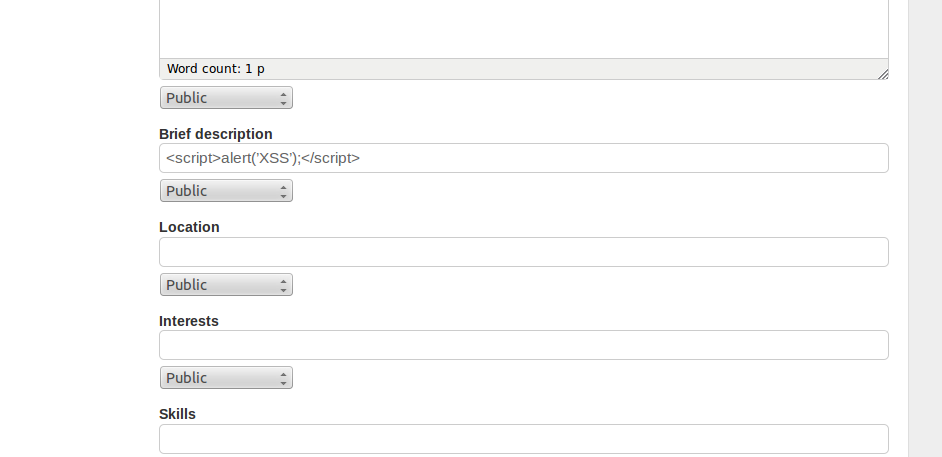 Word count: 1 p
Public
Brief description
<script>alert('XSS');</script>
Public
Location
Public
Interests
Public
Skills